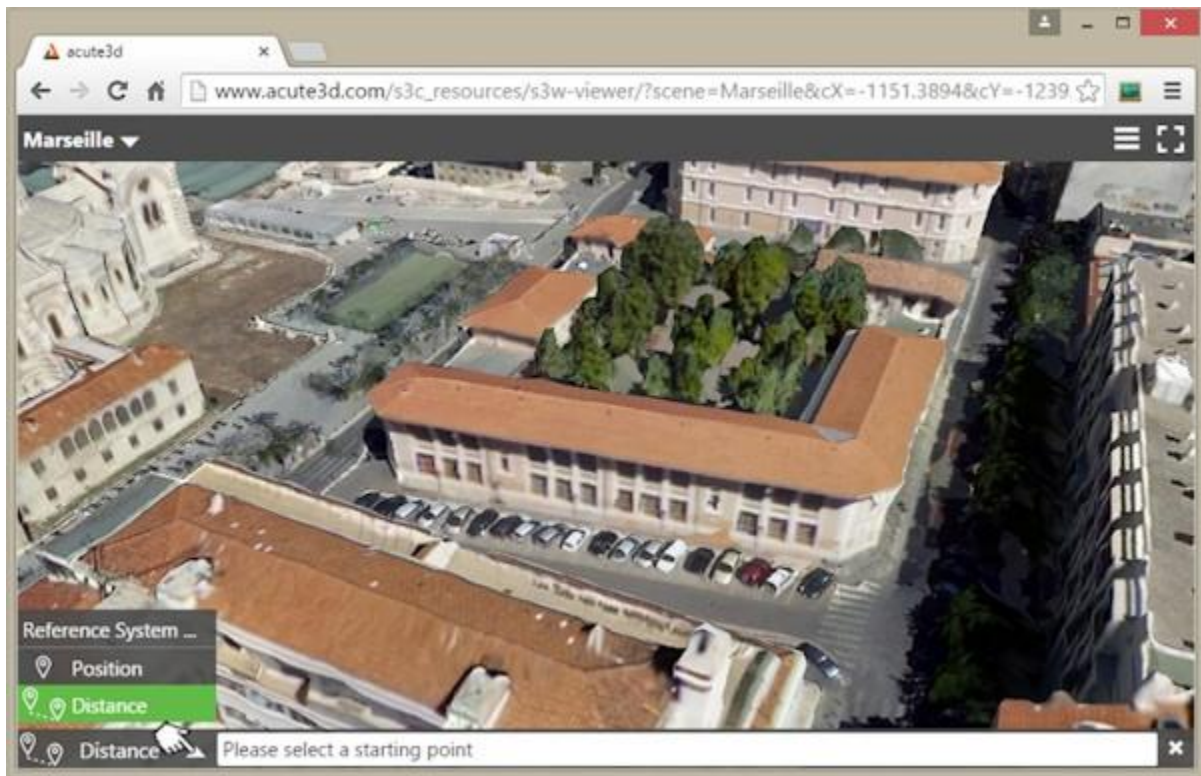 acute3d
www.acute3d.com/s3c_resources/s3w-viewer/?scene=Marseille&cX=-1151.3894&cY=-1239
Marseille
Reference System ...
Position
Distance
Distance
Please select a starting point